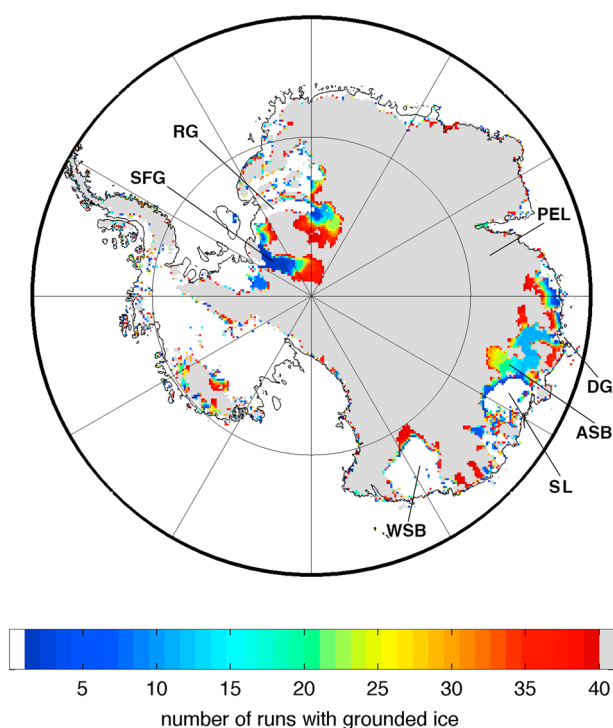 RG
SFG
PEL
DG
ASB
SL
WSB
5 10 15 20 25 30 35 40
number of runs with grounded ice